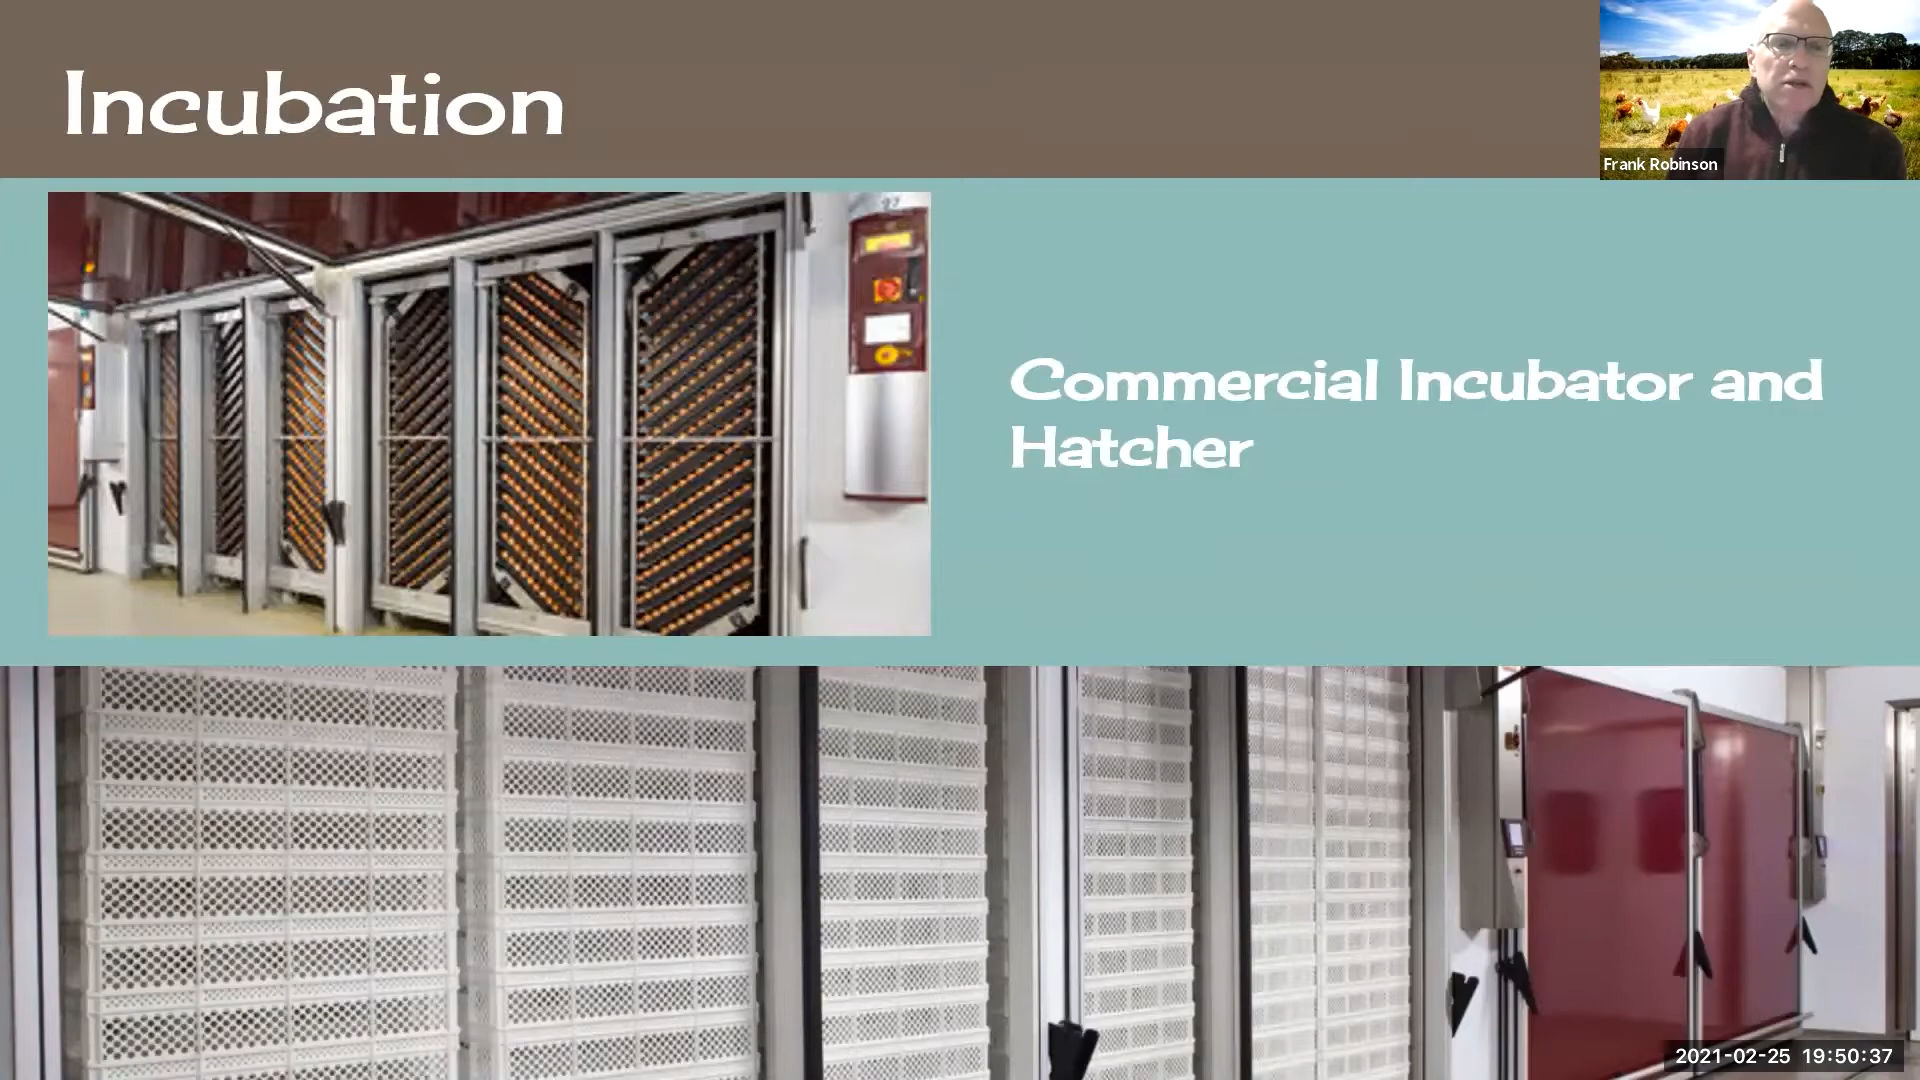 Incubation
Frank Robinson
Commercial Incubator and
Hatcher
2021-02-25 19:50:37